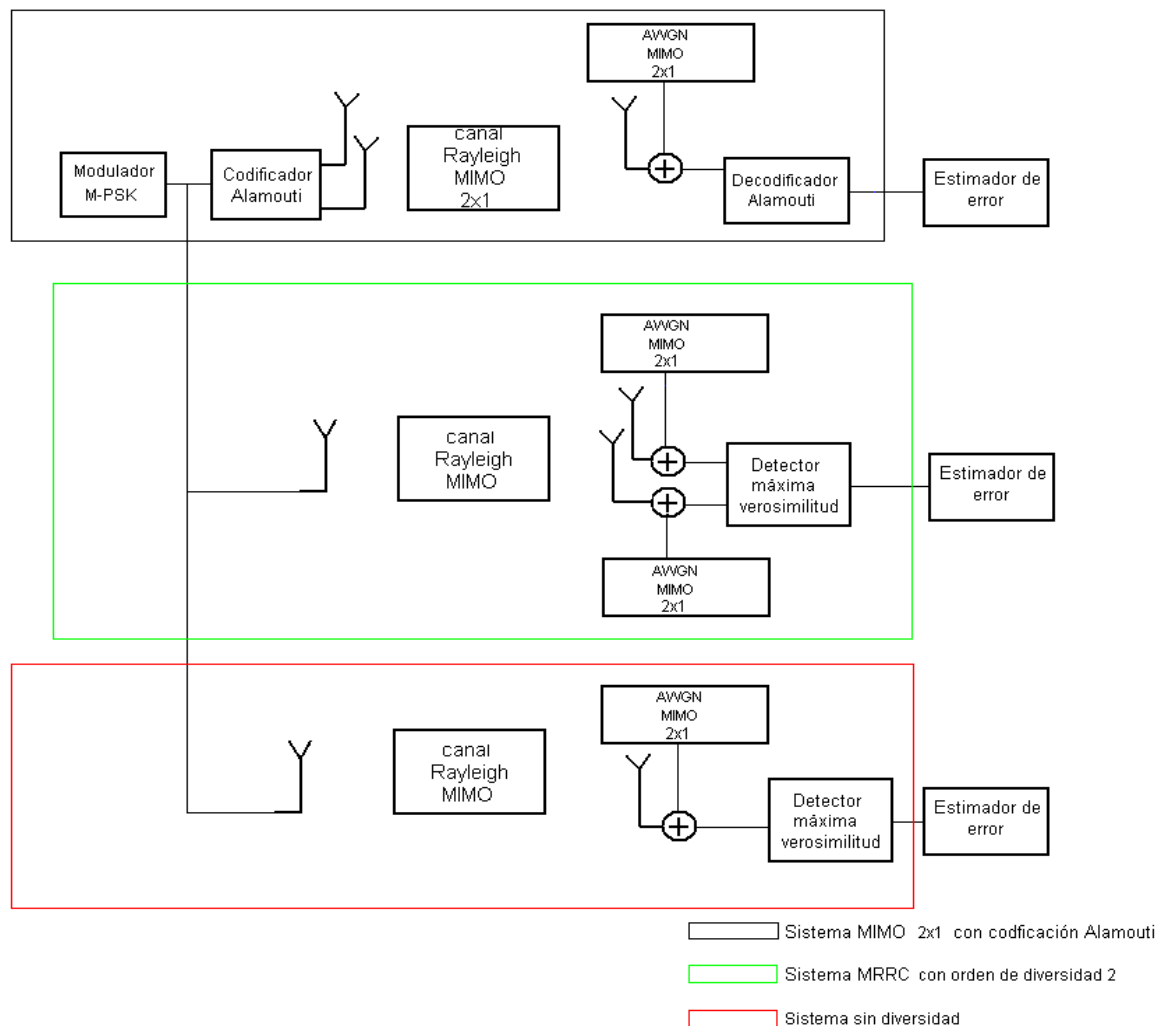 AWGN
MIMO
2x1
canal
Rayleigh
MIMO
2x1
Modulador
M-PSK
Codificador
Alamouti
Decodificador
Alamouti
Estimador de
error
AWGN
MIMO
2x1
canal
Rayleigh
MIMO
Detector
máxima
verosimilitud
Estimador de
error
AWGN
MIMO
2x1
AWGN
MIMO
2x1
canal
Rayleigh
MIMO
Detector
máxima
verosimilitud
Estimador de
error
Sistema MIMO 2x1 con codficación Alamouti
Sistema MRRC con orden de diversidad 2
Sistema sin diversidad